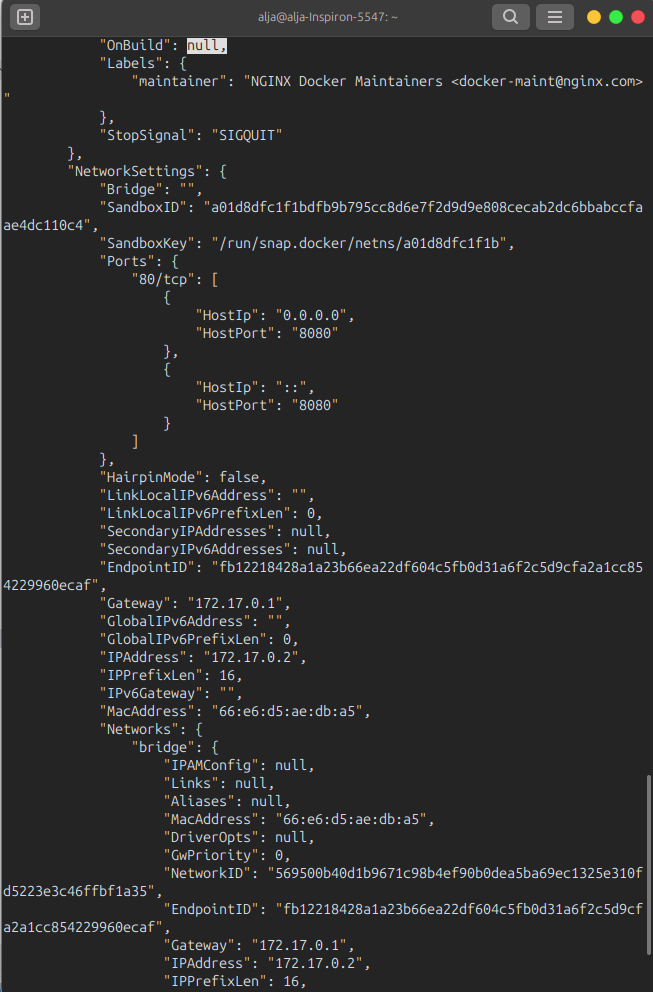 alja@alja-Inspiron-5547: ~
"OnBuild": null,
"Labels": {
"maintainer": "NGINX Docker Maintainers <docker-maint@nginx.com>
"
},
"StopSignal": "SIGQUIT"
},
"NetworkSettings": {
"Bridge": "",
"SandboxID": "a01d8dfc1f1bdfb9b795cc8d6e7f2d9d9e808cecab2dc6bbabccfa
ae4dc110c4",
"SandboxKey": "/run/snap.docker/netns/a01d8dfc1f1b",
"Ports": {
"80/tcp": [
{
"HostIp": "0.0.0.0",
"HostPort": "8080"
},
{
"HostIp": "::",
"HostPort": "8080"
}
]
},
"HairpinMode": false,
"LinkLocalIPv6Address": "",
"LinkLocalIPv6PrefixLen": 0,
"SecondaryIPAddresses": null,
"SecondaryIPv6Addresses": null,
"EndpointID": "fb12218428a1a23b66ea22df604c5fb0d31a6f2c5d9cfa2a1cc85
4229960ecaf",
"Gateway": "172.17.0.1",
"GlobalIPv6Address": "",
"GlobalIPv6PrefixLen": 0,
"IPAddress": "172.17.0.2",
"IPPrefixLen": 16,
"IPv6Gateway": "",
"MacAddress": "66:e6:d5:ae:db:a5",
"Networks": {
"bridge": {
"IPAMConfig": null,
"Links": null,
"Aliases": null,
"MacAddress": "66:e6:d5:ae:db:a5",
"DriverOpts": null,
"GwPriority": 0,
"NetworkID": "569500b40d1b9671c98b4ef90b0dea5ba69ec1325e310f
d5223e3c46ffbf1a35",
"EndpointID": "fb12218428a1a23b66ea22df604c5fb0d31a6f2c5d9cf
a2a1cc854229960ecaf",
"Gateway": "172.17.0.1",
"IPAddress": "172.17.0.2",
"IPPrefixLen": 16,